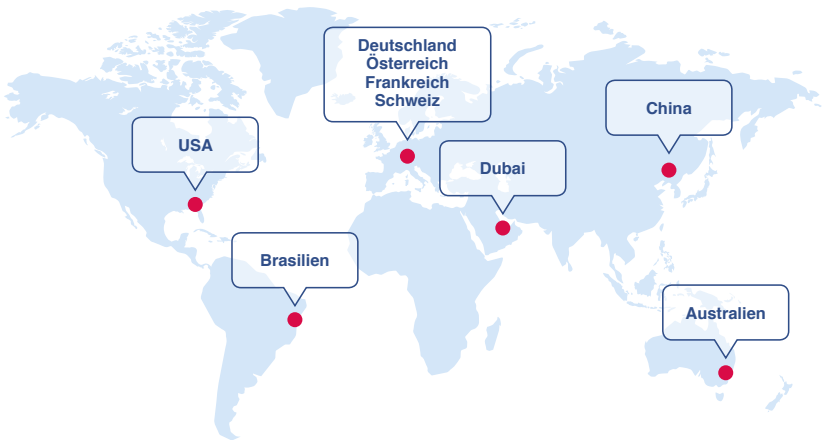 Deutschland
Österreich
Frankreich
Schweiz
China
USA
Dubai
Brasilien
Australien